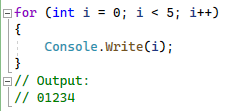 for (int i = 0; i < 5; i++)
{
    Console.Write(i);
}
// Output:
// 01234